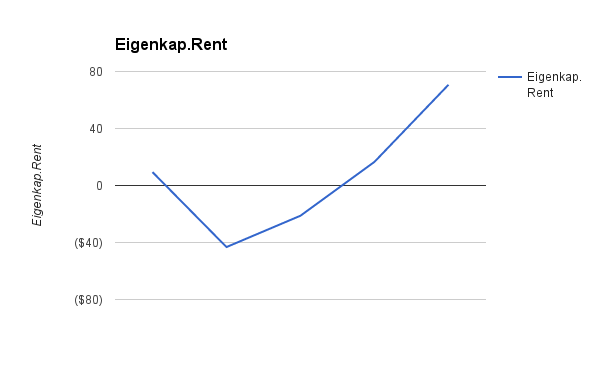 Eigenkap.Rent
80
40
0
($40)
($80)
Eigenkap.Rent
Eigenkap.
Rent